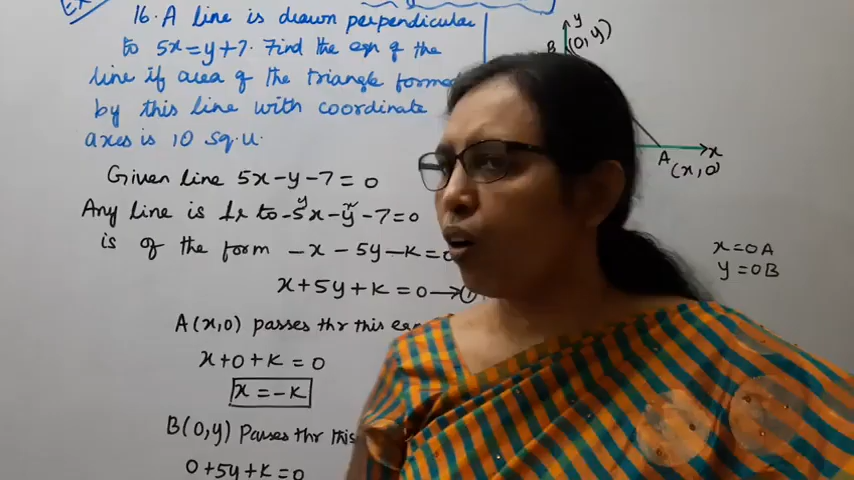 16. A line is drawn perpendicular
to 5x=y+7. Find the eqn of the
line if area of the triangle formed
by this line with coordinate
axes is 10 sq.u.
Given line 5x-y-7=0
Any line is ⊥r to -5x-y-7=0
y x
is of the form -x-5y-K=0
x+5y+K=0→①
A(x,0) passes thr this
x+0+K=0
x=-K
B(0,y) Passes thr this
0+5y+K=0
y
B (0,y)
x
A
(x,0)
x=OA
y=OB